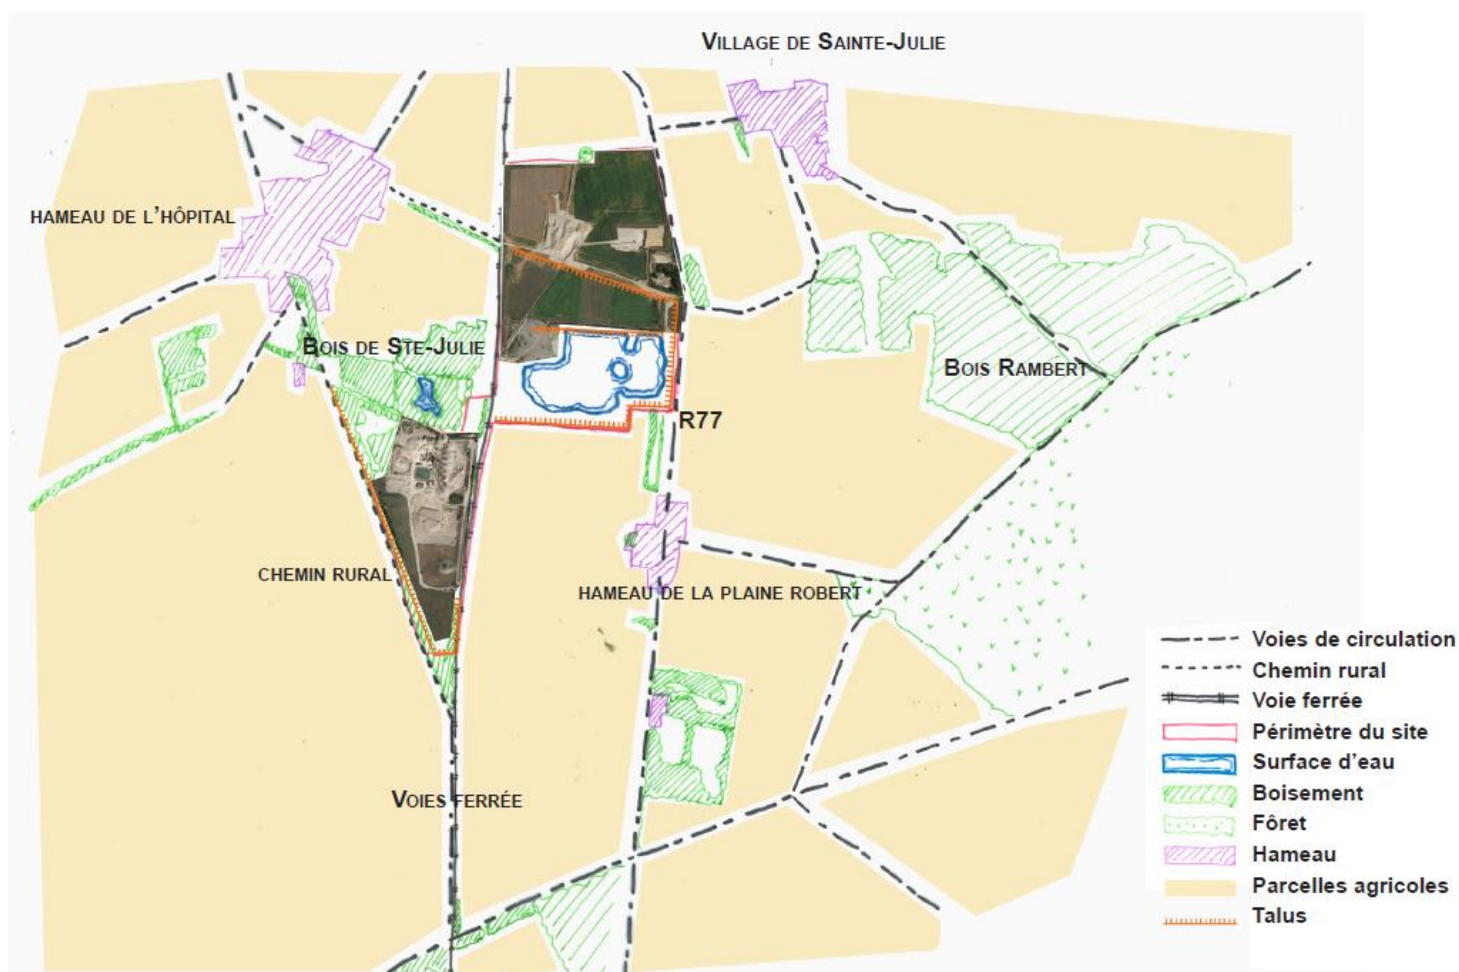 VILLAGE DE SAINTE-JULIE
HAMEAU DE L'HÔPITAL
BOIS DE STE-JULIE
BOIS RAMBERT
R77
CHEMIN RURAL
HAMEAU DE LA PLAINE ROBERT
VOIES FERRÉE
Voies de circulation
Chemin rural
Voie ferrée
Périmètre du site
Surface d'eau
Boisement
Fôret
Hameau
Parcelles agricoles
Talus